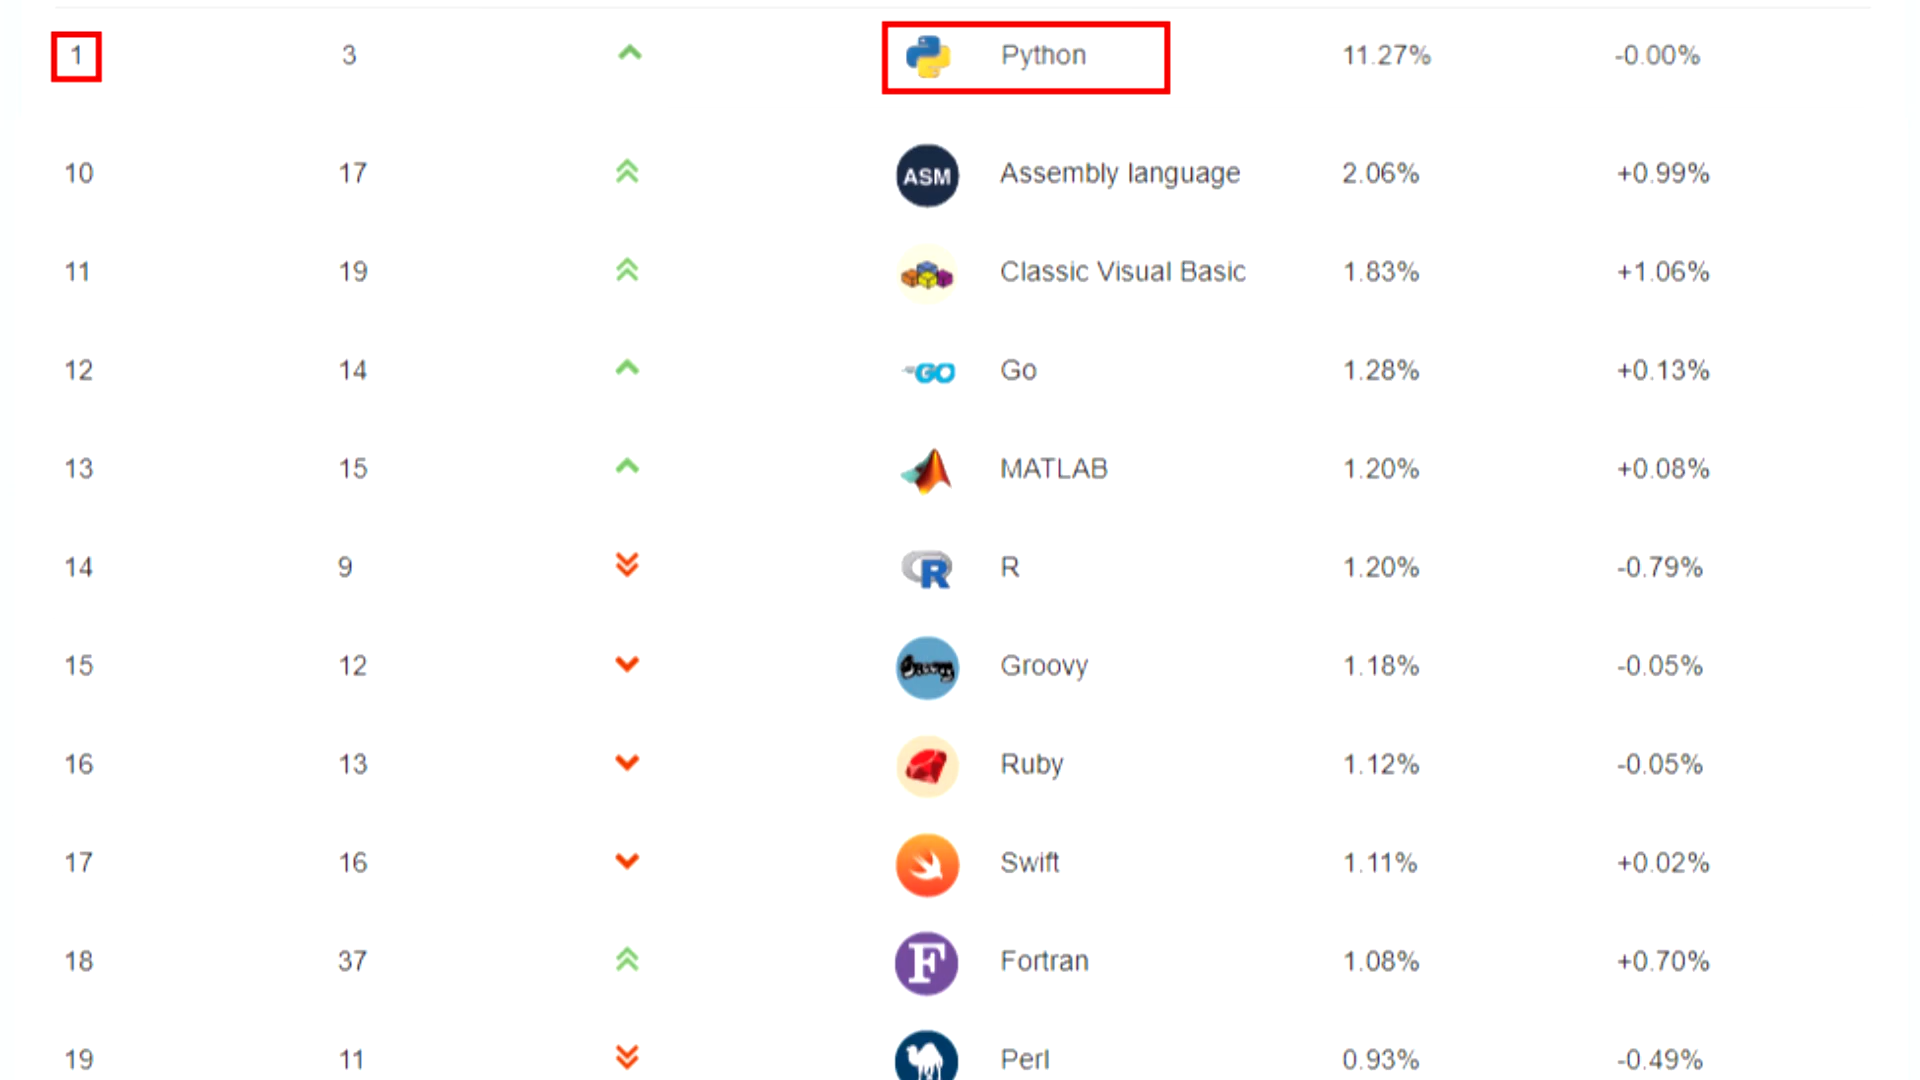 1 3 Python 11.27% -0.00%
10 17 ASM Assembly language 2.06% +0.99%
11 19 Classic Visual Basic 1.83% +1.06%
12 14 GO Go 1.28% +0.13%
13 15 MATLAB 1.20% +0.08%
14 9 R R 1.20% -0.79%
15 12 Groovy Groovy 1.18% -0.05%
16 13 Ruby 1.12% -0.05%
17 16 Swift 1.11% +0.02%
18 37 F Fortran 1.08% +0.70%
19 11 Perl 0.93% -0.49%